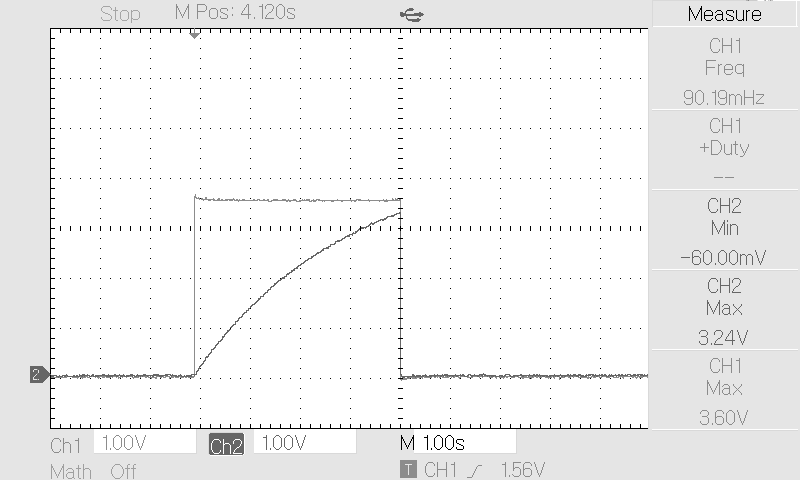 Stop M Pos: 4.120s
Measure
CH1
Freq
90.19mHz
CH1
+Duty
--
CH2
Min
-60.00mV
CH2
Max
3.24V
CH1
Max
3.60V
2
Ch1 1.00V Ch2 1.00V M 1.00s
Math Off T CH1 1.56V